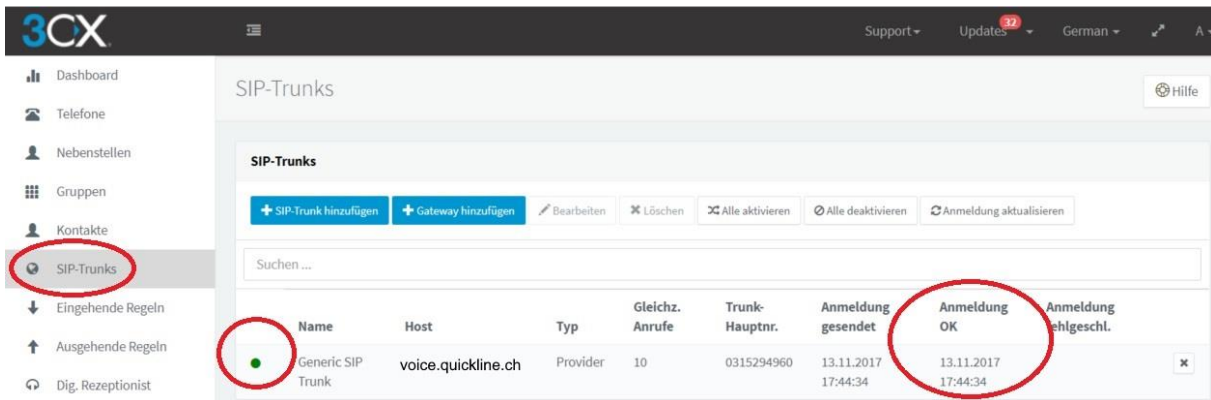 3CX
Support
Updates 32
German
A
Dashboard
Telefone
Nebenstellen
Gruppen
Kontakte
SIP-Trunks
Eingehende Regeln
Ausgehende Regeln
Dig. Rezeptionist
SIP-Trunks
Hilfe
SIP-Trunks
SIP-Trunk hinzufügen
Gateway hinzufügen
Bearbeiten
Löschen
Alle aktivieren
Alle deaktivieren
Anmeldung aktualisieren
Suchen ...
Name
Host
Typ
Gleichz.
Anrufe
Trunk-
Hauptnr.
Anmeldung
gesendet
Anmeldung
OK
Anmeldung
ehlgeschl.
Generic SIP
Trunk
voice.quickline.ch
Provider
10
0315294960
13.11.2017
17:44:34
13.11.2017
17:44:34